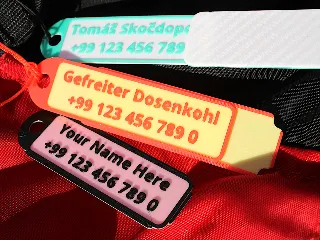 Tomáš Skočdopo
+99 123 456 789
Gefreiter Dosenkohl
+99 123 456 789 0
Your Name Here
+99 123 456 789 0